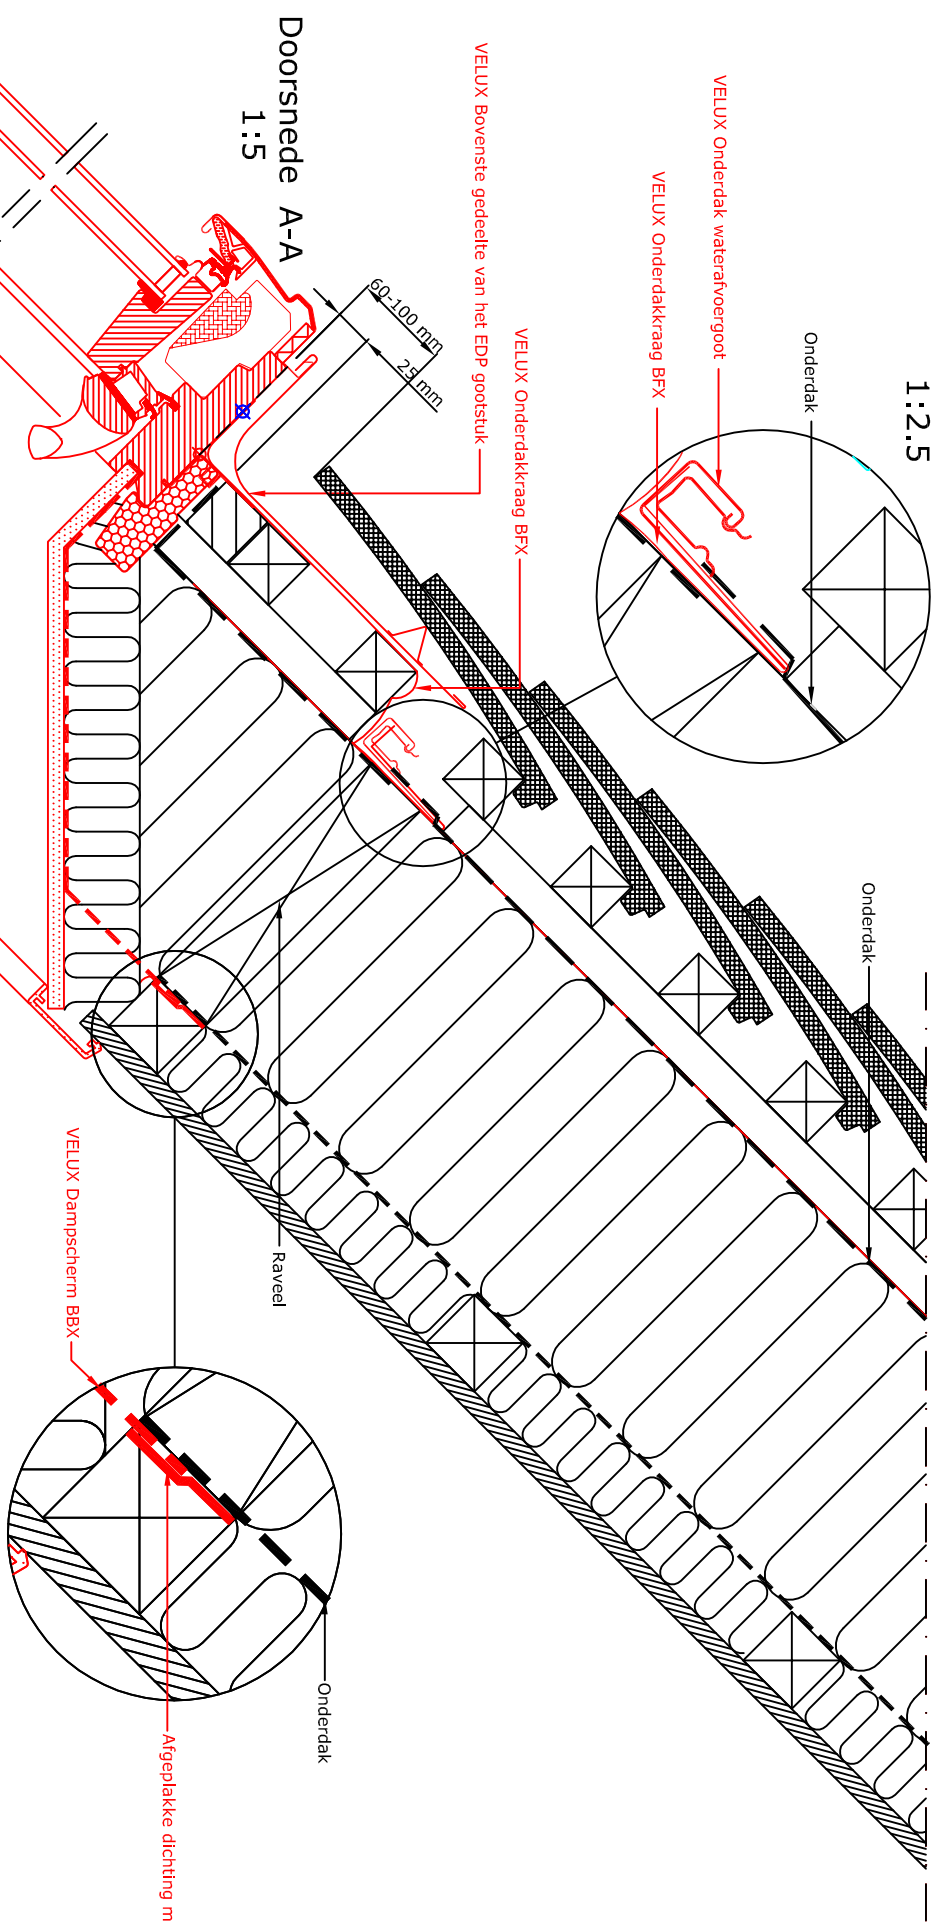 1:2.5
Onderdak
VELUX Onderdak waterafvoergoot
VELUX Onderdakkraag BFX
VELUX Onderdakkraag BFX
VELUX Bovenste gedeelte van het EDP gootstuk
60-100 mm
25 mm
Doorsnede A-A
1:5
Onderdak
Raveel
VELUX Dampscherm BBX
Onderdak
Afgeplakke dichting m